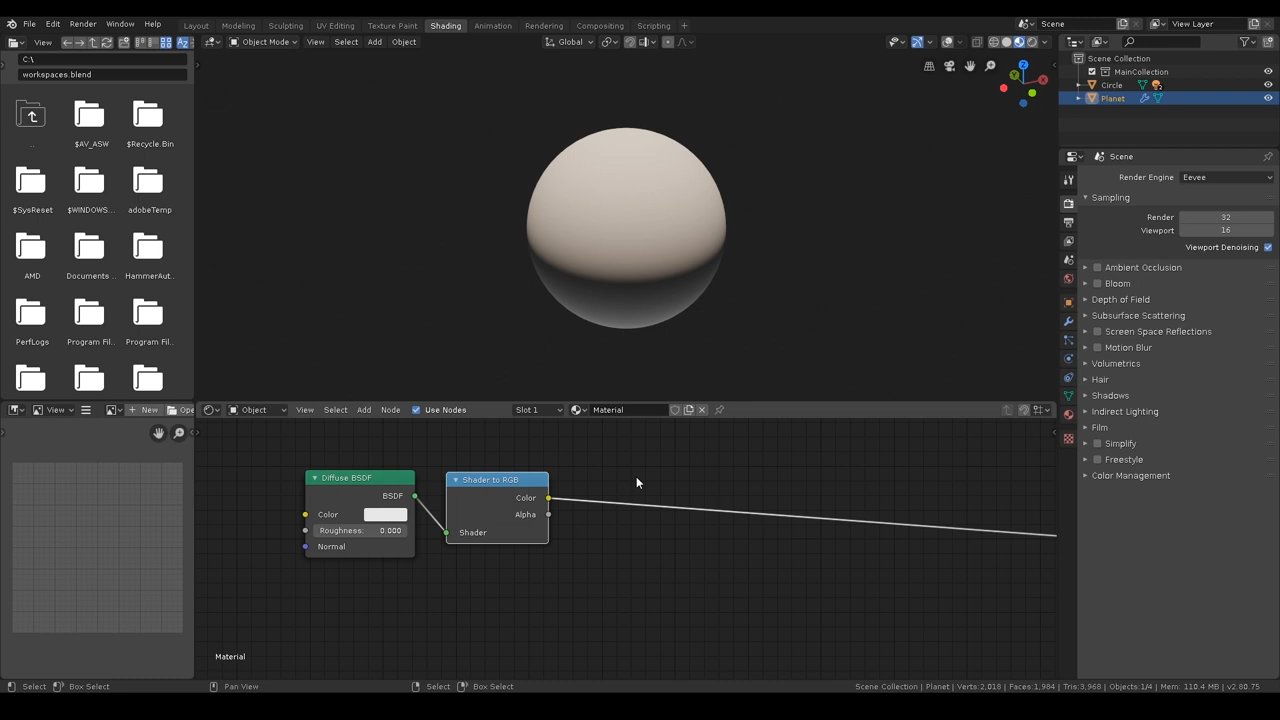 File Edit Render Window Help Layout Modeling Sculpting UV Editing Texture Paint Shading Animation Rendering Compositing Scripting + Scene View Layer
View Object Mode View Select Add Object Global
C:\
workspaces.blend
.. $AV_ASW $Recycle.Bin
$SysReset $WINDOWS... adobeTemp
AMD Documents .. HammerAut..
PerfLogs Program Fil.. Program Fil..
Scene Collection
MainCollection
Circle
Planet
Scene
Render Engine Eevee
Sampling
Render 32
Viewport 16
Viewport Denoising
Ambient Occlusion
Bloom
Depth of Field
Subsurface Scattering
Screen Space Reflections
Motion Blur
Volumetrics
Hair
Shadows
Indirect Lighting
Film
Simplify
Freestyle
Color Management
View New Ope Object View Select Add Node Use Nodes Slot 1 Material
Diffuse BSDF
BSDF
Color
Roughness: 0.000
Normal
Shader to RGB
Color
Alpha
Shader
Material
Select Box Select Pan View Select Box Select Scene Collection | Planet | Verts:2,018 | Faces:1,984 | Tris:3,968 | Objects:1/4 | Mem: 110.4 MB | v2.80.75